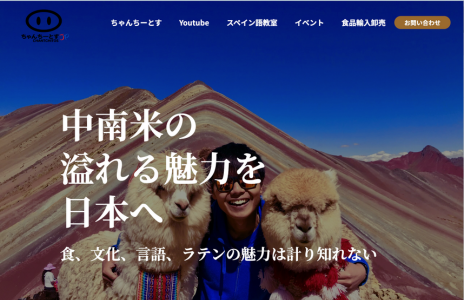 ちゃんちーとす
Youtube
スペイン語教室
イベント
食品輸入卸売
お問い合わせ
ちゃんちーとす
中南米の
溢れる魅力を
日本へ
食、文化、言語、ラテンの魅力は計り知れない